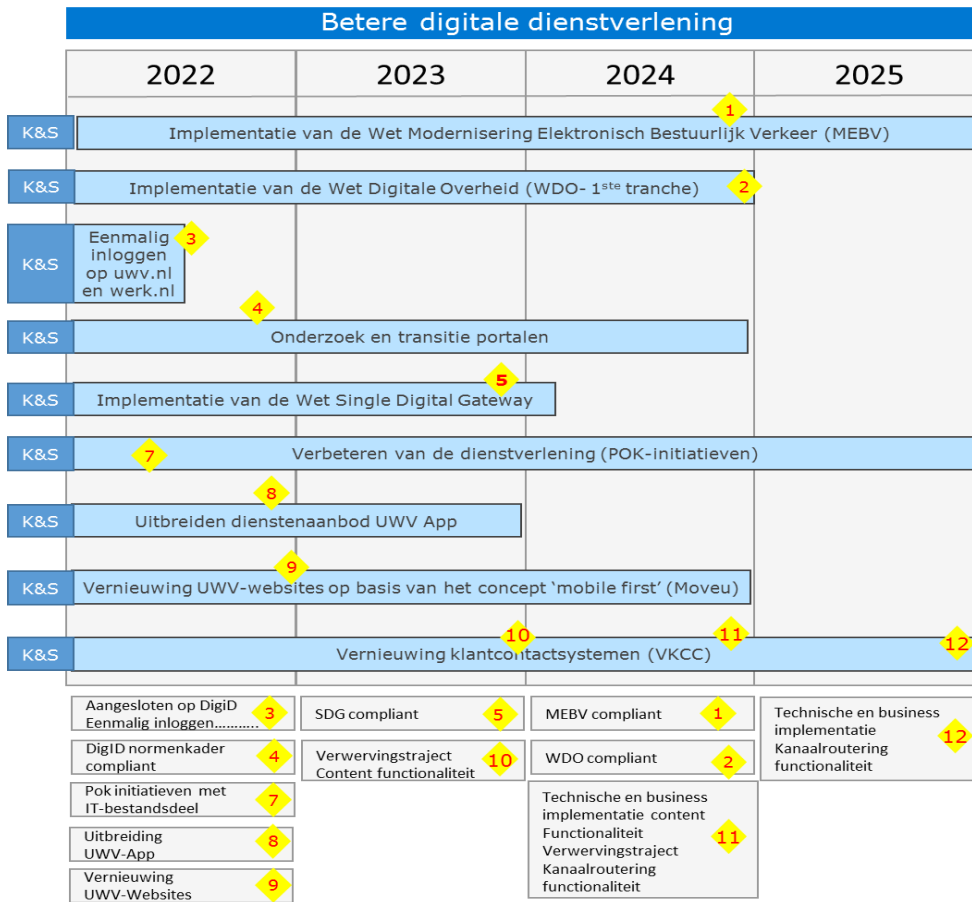 Betere digitale dienstverlening
2022 2023 2024 2025
1
K&S Implementatie van de Wet Modernisering Elektronisch Bestuurlijk Verkeer (MEBV)
K&S Implementatie van de Wet Digitale Overheid (WDO- 1ste tranche) 2
Eenmalig 3
inloggen
K&S op uwv.nl
en werk.nl
4
K&S Onderzoek en transitie portalen
5
K&S Implementatie van de Wet Single Digital Gateway
K&S 7 Verbeteren van de dienstverlening (POK-initiatieven)
8
K&S Uitbreiden dienstenaanbod UWV App
9
K&S Vernieuwing UWV-websites op basis van het concept ‘mobile first’ (Moveu)
10 11 12
K&S Vernieuwing klantcontactsystemen (VKCC)
Aangesloten op DigiD
Eenmalig inloggen……….. 3
DigID normenkader
compliant 4
Pok initiatieven met
IT-bestandsdeel 7
Uitbreiding
UWV-App 8
Vernieuwing
UWV-Websites 9
SDG compliant 5
Verwervingstraject
Content functionaliteit 10
MEBV compliant 1
WDO compliant 2
Technische en business
implementatie content
Functionaliteit
Verwervingstraject 11
Kanaalroutering
functionaliteit
Technische en business
implementatie
Kanaalroutering 12
functionaliteit